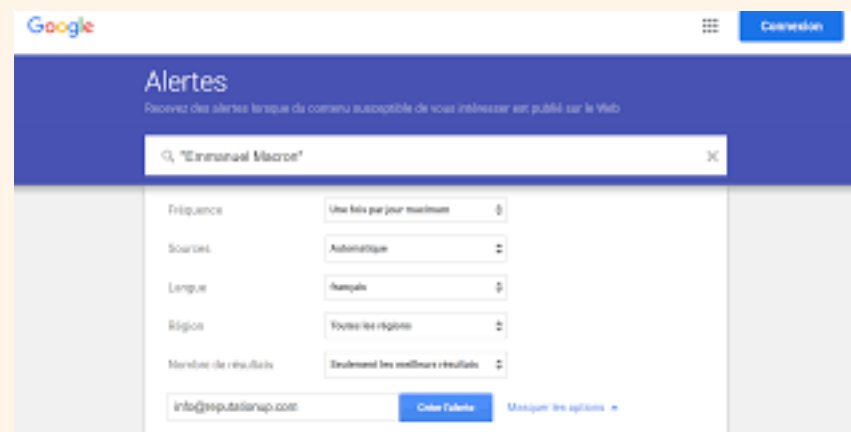 Google
Connexion
Alertes
Recevez des alertes lorsque du contenu susceptible de vous intéresser est publié sur le Web
"Emmanuel Macron"
Fréquence Une fois par jour maximum
Sources Automatique
Langue français
Région Toutes les régions
Nombre de résultats Seulement les meilleurs résultats
info@reputationup.com Créer l'alerte Masquer les options